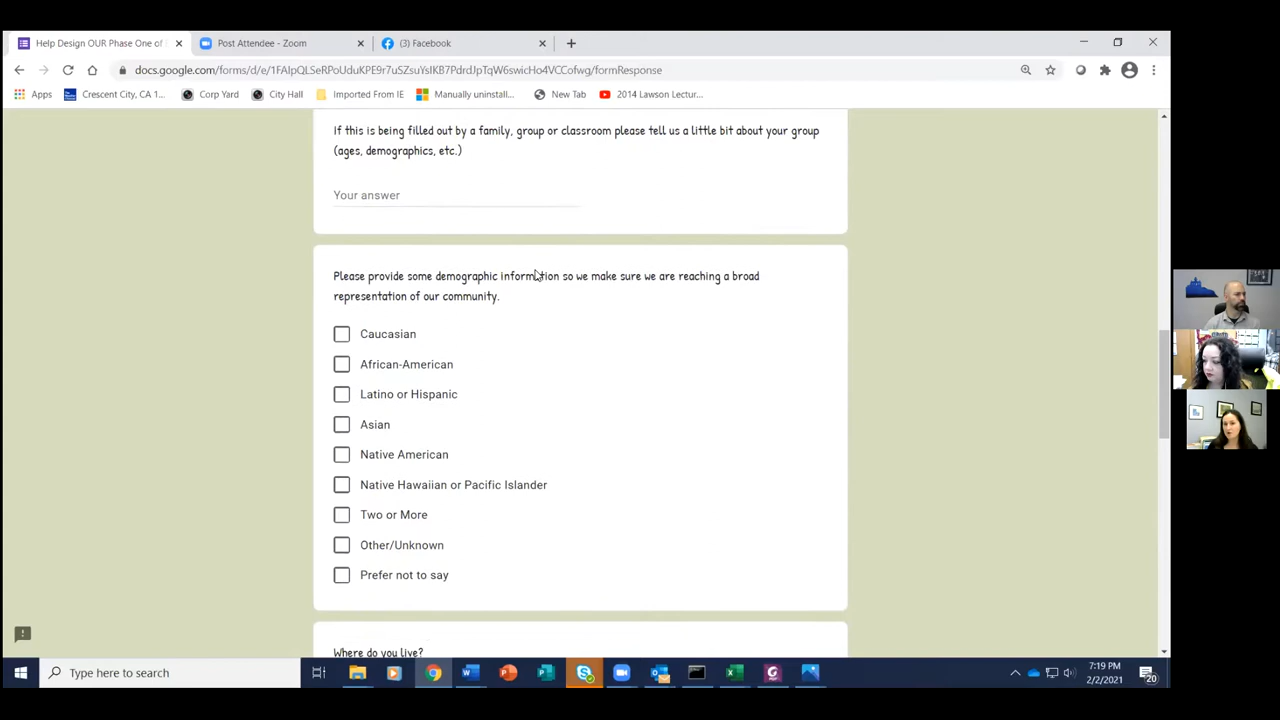 Help Design OUR Phase One of
Post Attendee - Zoom
(3) Facebook
docs.google.com/forms/d/e/1FAIpQLSeRPoUduKPE9r7uSZsuYsIKB7PdrdJpTqW6swicHo4VCCofwg/formResponse
Apps
Crescent City, CA 1...
Corp Yard
City Hall
Imported From IE
Manually uninstall...
New Tab
2014 Lawson Lectur...
If this is being filled out by a family, group or classroom please tell us a little bit about your group
(ages, demographics, etc.)
Your answer
Please provide some demographic information so we make sure we are reaching a broad
representation of our community.
Caucasian
African-American
Latino or Hispanic
Asian
Native American
Native Hawaiian or Pacific Islander
Two or More
Other/Unknown
Prefer not to say
Where do you live?
Type here to search
7:19 PM
2/2/2021
20